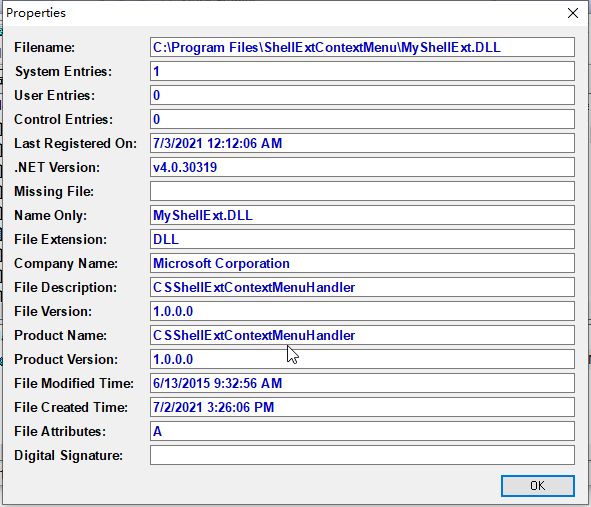 Properties
Filename: C:\Program Files\ShellExtContextMenu\MyShellExt.DLL
System Entries: 1
User Entries: 0
Control Entries: 0
Last Registered On: 7/3/2021 12:12:06 AM
.NET Version: v4.0.30319
Missing File:
Name Only: MyShellExt.DLL
File Extension: DLL
Company Name: Microsoft Corporation
File Description: CSShellExtContextMenuHandler
File Version: 1.0.0.0
Product Name: CSShellExtContextMenuHandler
Product Version: 1.0.0.0
File Modified Time: 6/13/2015 9:32:56 AM
File Created Time: 7/2/2021 3:26:06 PM
File Attributes: A
Digital Signature:
OK